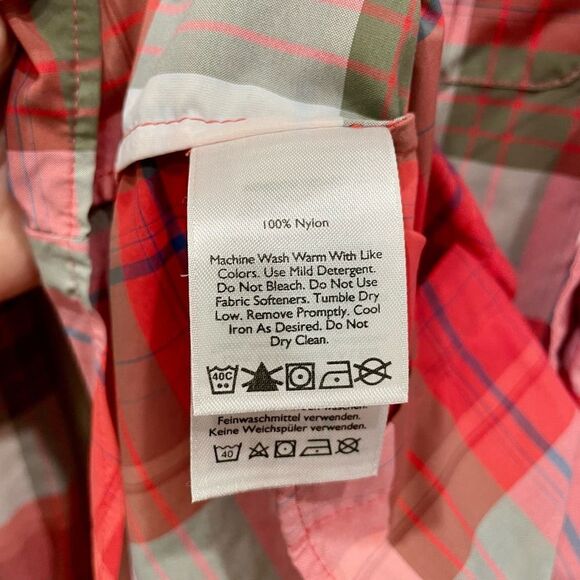 100% Nylon
Machine Wash Warm With Like
Colors. Use Mild Detergent.
Do Not Bleach. Do Not Use
Fabric Softeners. Tumble Dry
Low. Remove Promptly. Cool
Iron As Desired. Do Not
Dry Clean.
40C
Feinwaschmittel verwenden.
Keine Weichspüler verwenden.
40